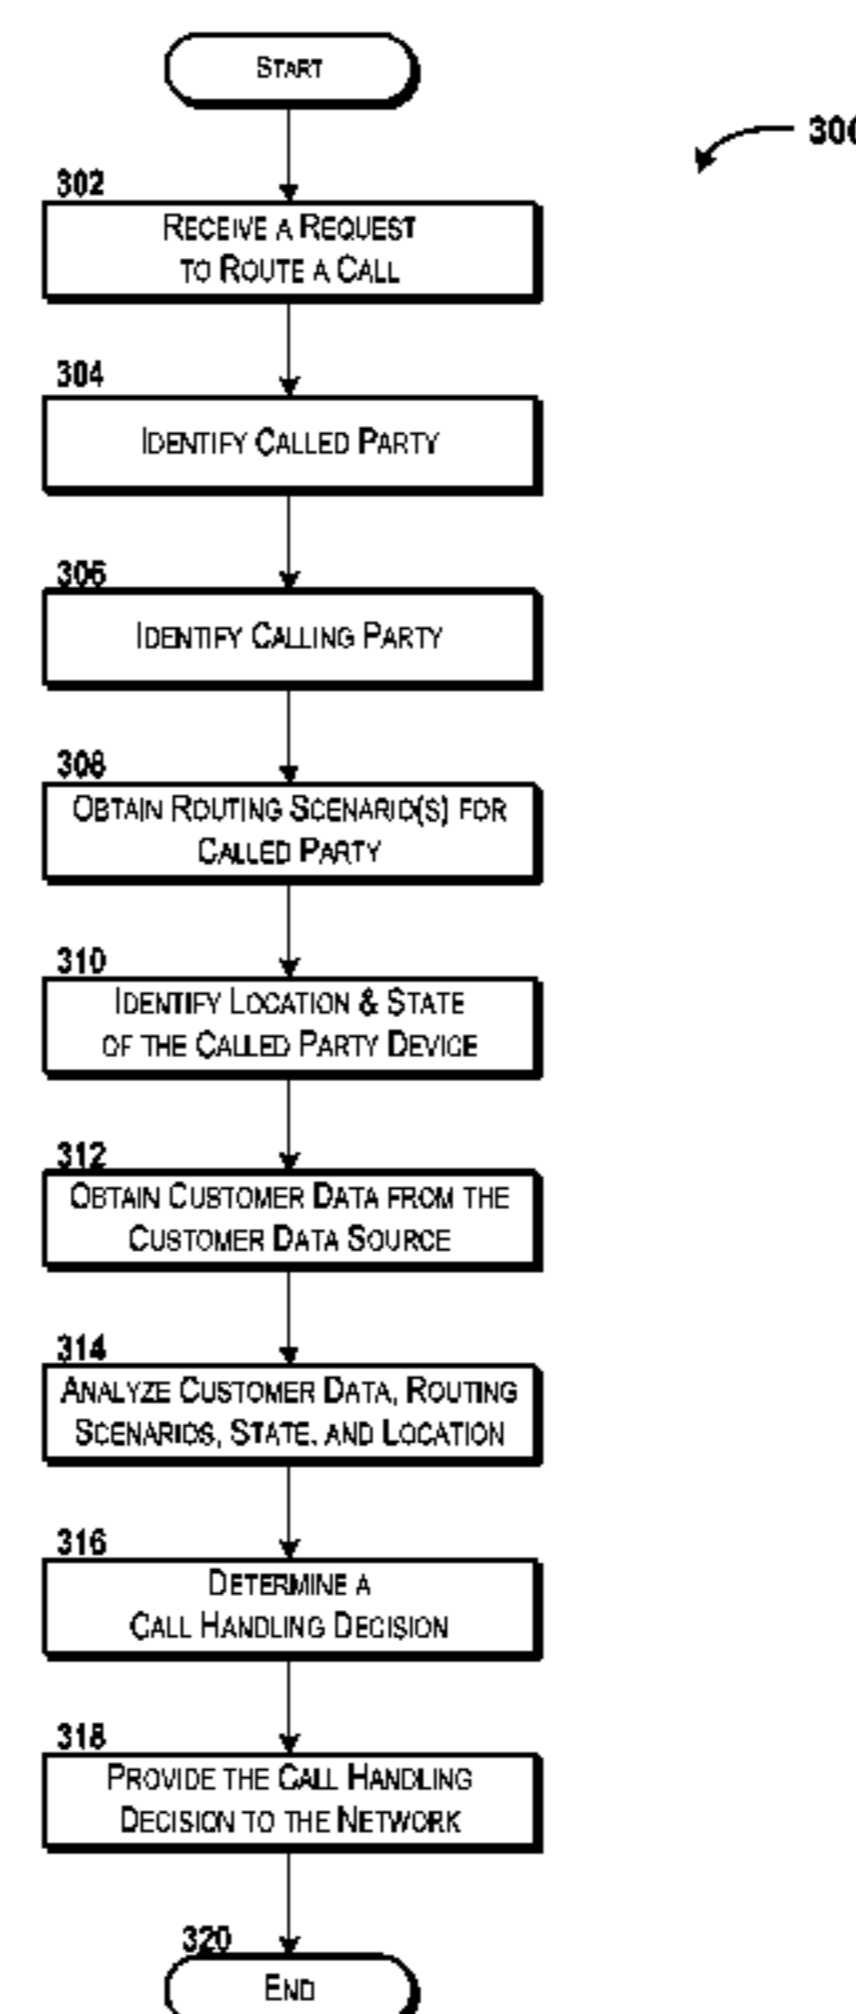 START
300
302
RECEIVE A REQUEST
TO ROUTE A CALL
304
IDENTIFY CALLED PARTY
306
IDENTIFY CALLING PARTY
308
OBTAIN ROUTING SCENARIO(S) FOR
CALLED PARTY
310
IDENTIFY LOCATION & STATE
OF THE CALLED PARTY DEVICE
312
OBTAIN CUSTOMER DATA FROM THE
CUSTOMER DATA SOURCE
314
ANALYZE CUSTOMER DATA, ROUTING
SCENARIOS, STATE, AND LOCATION
316
DETERMINE A
CALL HANDLING DECISION
318
PROVIDE THE CALL HANDLING
DECISION TO THE NETWORK
320
END